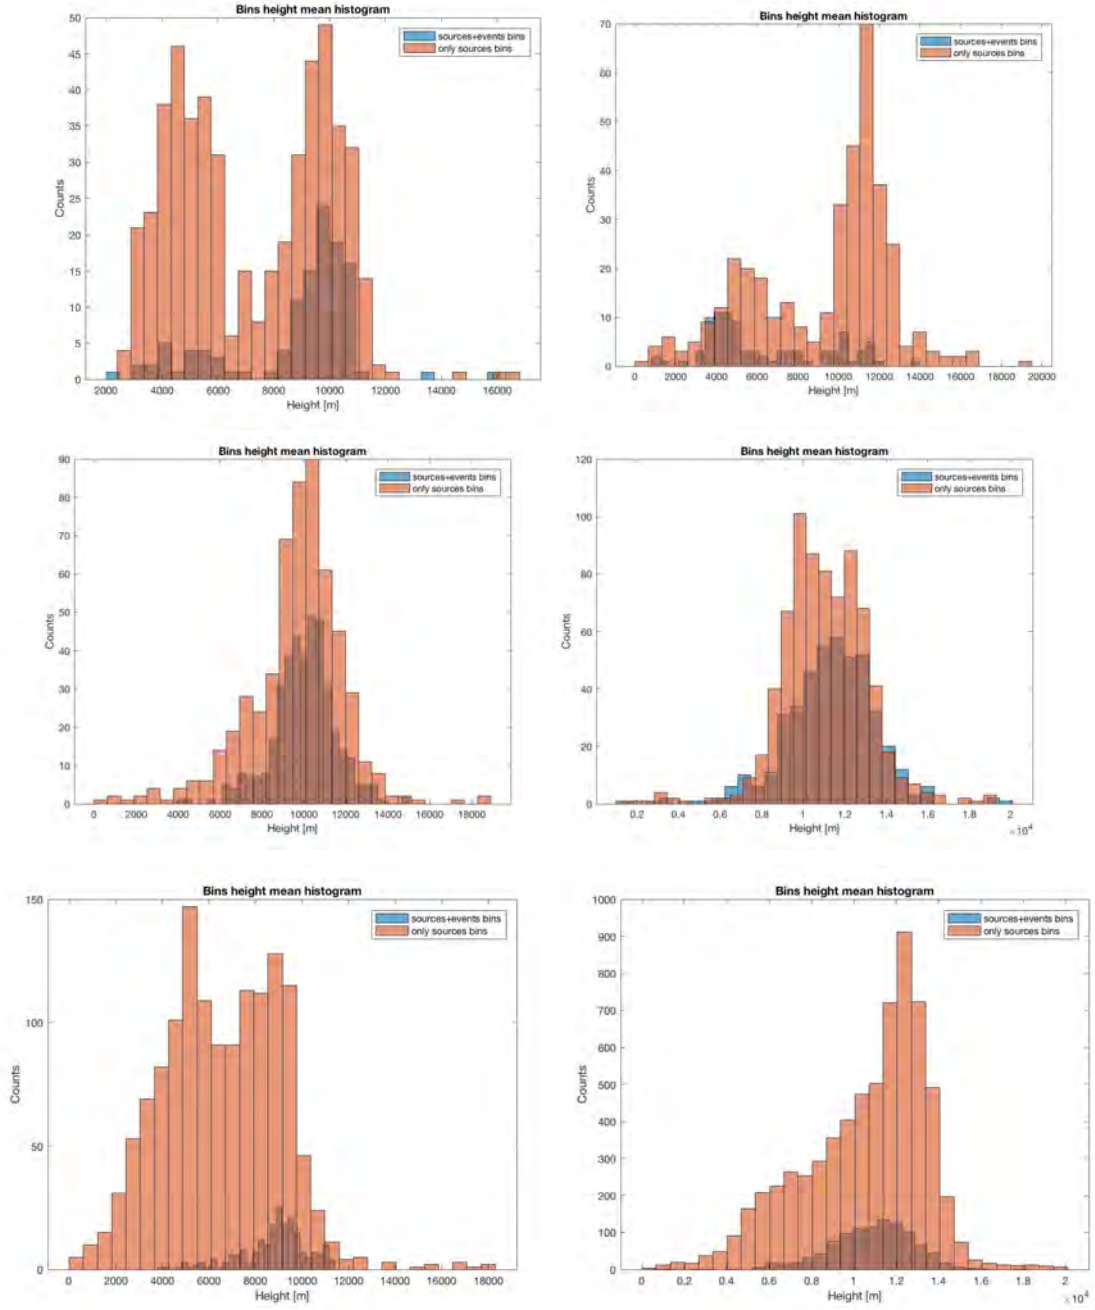 Bins height mean histogram
50
45
40
35
30
25
20
15
10
5
0
Counts
sources+events bins
only sources bins
2000 4000 6000 8000 10000 12000 14000 16000
Height [m]
Bins height mean histogram
70
60
50
40
30
20
10
0
Counts
sources+events bins
only sources bins
0 2000 4000 6000 8000 10000 12000 14000 16000 18000 20000
Height [m]
Bins height mean histogram
90
80
70
60
50
40
30
20
10
0
Counts
sources+events bins
only sources bins
0 2000 4000 6000 8000 10000 12000 14000 16000 18000
Height [m]
Bins height mean histogram
120
100
80
60
40
20
0
Counts
sources+events bins
only sources bins
0.2 0.4 0.6 0.8 1 1.2 1.4 1.6 1.8 2
Height [m]
×10⁴
Bins height mean histogram
150
100
50
0
Counts
sources+events bins
only sources bins
0 2000 4000 6000 8000 10000 12000 14000 16000 18000
Height [m]
Bins height mean histogram
1000
900
800
700
600
500
400
300
200
100
0
Counts
sources+events bins
only sources bins
0 0.2 0.4 0.6 0.8 1 1.2 1.4 1.6 1.8 2
Height [m]
×10⁴